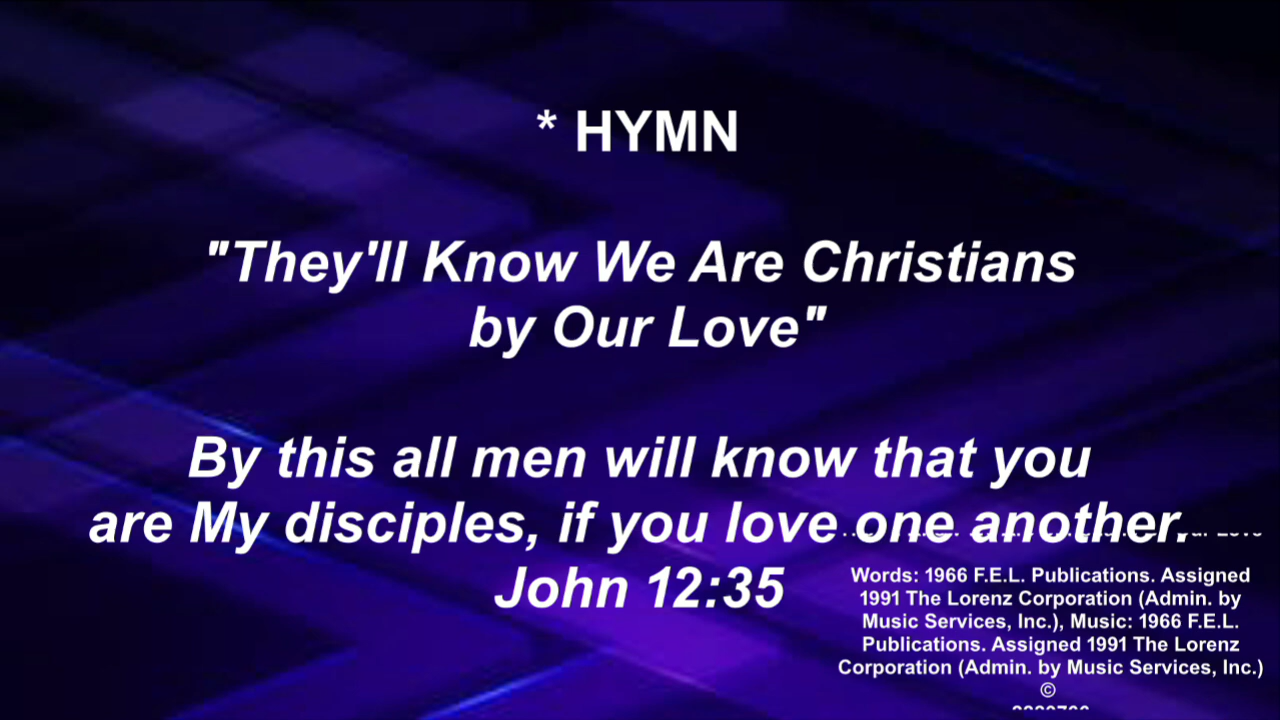 * HYMN
"They'll Know We Are Christians
by Our Love"
By this all men will know that you
are My disciples, if you love one another.
John 12:35
Words: 1966 F.E.L. Publications. Assigned
1991 The Lorenz Corporation (Admin. by
Music Services, Inc.), Music: 1966 F.E.L.
Publications. Assigned 1991 The Lorenz
Corporation (Admin. by Music Services, Inc.)
©